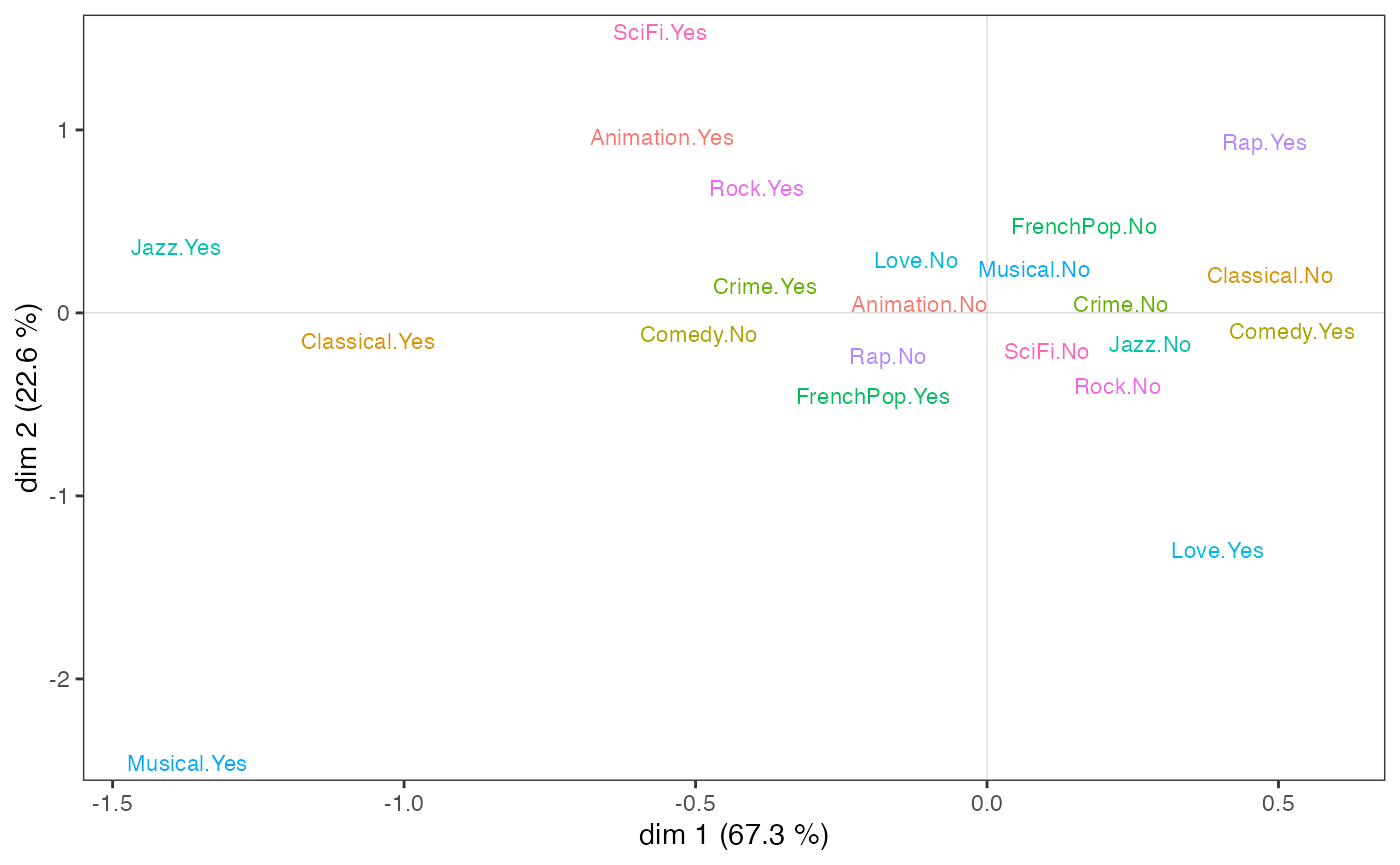 SciFi.Yes
1
Animation.Yes
Rap.Yes
Rock.Yes
FrenchPop.No
Jazz.Yes
Love.No
Musical.No
Classical.No
Crime.Yes
Animation.No
Crime.No
0
Comedy.No
Comedy.Yes
Classical.Yes
Rap.No
SciFi.No
Jazz.No
Rock.No
FrenchPop.Yes
dim 2 (22.6 %)
-1
Love.Yes
-2
Musical.Yes
-1.5
-1.0
-0.5
0.0
0.5
dim 1 (67.3 %)